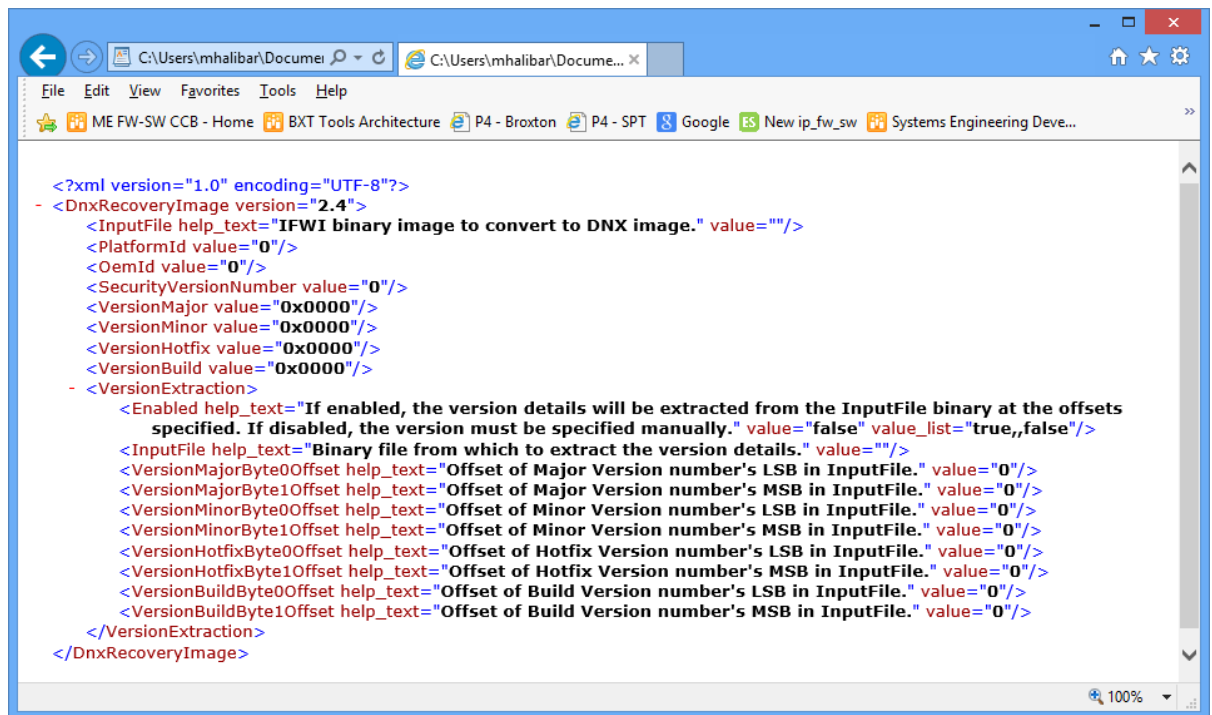 C:\Users\mhalibar\Documei
C:\Users\mhalibar\Docume...
File Edit View Favorites Tools Help
ME FW-SW CCB - Home BXT Tools Architecture P4 - Broxton P4 - SPT Google ES New ip_fw_sw Systems Engineering Deve...
<?xml version="1.0" encoding="UTF-8"?>
- <DnxRecoveryImage version="2.4">
<InputFile help_text="IFWI binary image to convert to DNX image." value=""/>
<PlatformId value="0"/>
<OemId value="0"/>
<SecurityVersionNumber value="0"/>
<VersionMajor value="0x0000"/>
<VersionMinor value="0x0000"/>
<VersionHotfix value="0x0000"/>
<VersionBuild value="0x0000"/>
- <VersionExtraction>
<Enabled help_text="If enabled, the version details will be extracted from the InputFile binary at the offsets
specified. If disabled, the version must be specified manually." value="false" value_list="true,,false"/>
<InputFile help_text="Binary file from which to extract the version details." value=""/>
<VersionMajorByte0Offset help_text="Offset of Major Version number's LSB in InputFile." value="0"/>
<VersionMajorByte1Offset help_text="Offset of Major Version number's MSB in InputFile." value="0"/>
<VersionMinorByte0Offset help_text="Offset of Minor Version number's LSB in InputFile." value="0"/>
<VersionMinorByte1Offset help_text="Offset of Minor Version number's MSB in InputFile." value="0"/>
<VersionHotfixByte0Offset help_text="Offset of Hotfix Version number's LSB in InputFile." value="0"/>
<VersionHotfixByte1Offset help_text="Offset of Hotfix Version number's MSB in InputFile." value="0"/>
<VersionBuildByte0Offset help_text="Offset of Build Version number's LSB in InputFile." value="0"/>
<VersionBuildByte1Offset help_text="Offset of Build Version number's MSB in InputFile." value="0"/>
</VersionExtraction>
</DnxRecoveryImage>
100%